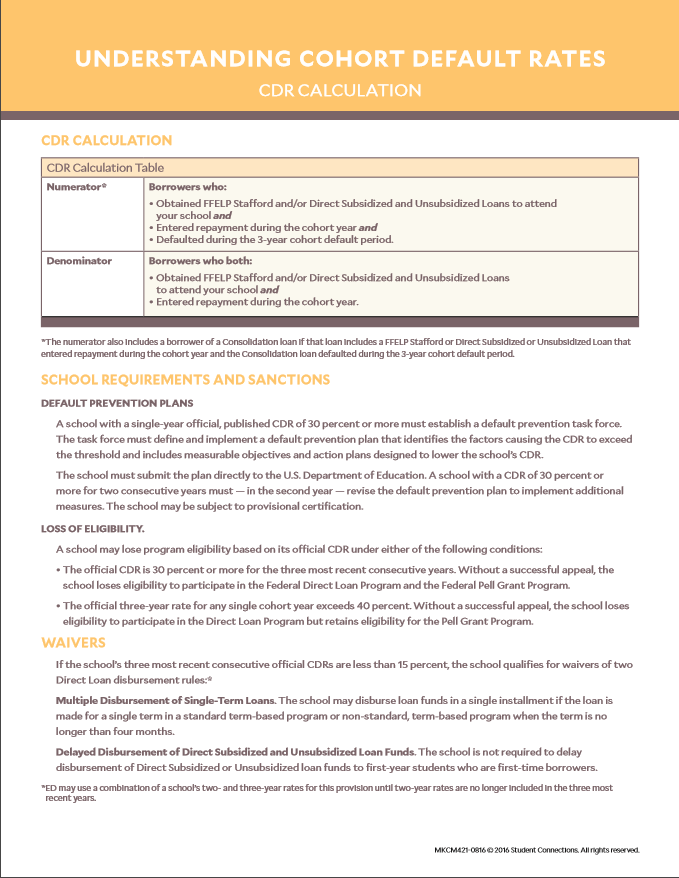 UNDERSTANDING COHORT DEFAULT RATES
CDR CALCULATION
CDR CALCULATION
CDR Calculation Table
Numerator*
Borrowers who:
• Obtained FFELP Stafford and/or Direct Subsidized and Unsubsidized Loans to attend
your school and
• Entered repayment during the cohort year and
• Defaulted during the 3-year cohort default period.
Denominator
Borrowers who both:
• Obtained FFELP Stafford and/or Direct Subsidized and Unsubsidized Loans
to attend your school and
• Entered repayment during the cohort year.
*The numerator also includes a borrower of a Consolidation loan if that loan includes a FFELP Stafford or Direct Subsidized or Unsubsidized Loan that
entered repayment during the cohort year and the Consolidation loan defaulted during the 3-year cohort default period.
SCHOOL REQUIREMENTS AND SANCTIONS
DEFAULT PREVENTION PLANS
A school with a single-year official, published CDR of 30 percent or more must establish a default prevention task force.
The task force must define and implement a default prevention plan that identifies the factors causing the CDR to exceed
the threshold and includes measurable objectives and action plans designed to lower the school's CDR.
The school must submit the plan directly to the U.S. Department of Education. A school with a CDR of 30 percent or
more for two consecutive years must — in the second year — revise the default prevention plan to implement additional
measures. The school may be subject to provisional certification.
LOSS OF ELIGIBILITY.
A school may lose program eligibility based on its official CDR under either of the following conditions:
• The official CDR is 30 percent or more for the three most recent consecutive years. Without a successful appeal, the
school loses eligibility to participate in the Federal Direct Loan Program and the Federal Pell Grant Program.
• The official three-year rate for any single cohort year exceeds 40 percent. Without a successful appeal, the school loses
eligibility to participate in the Direct Loan Program but retains eligibility for the Pell Grant Program.
WAIVERS
If the school's three most recent consecutive official CDRs are less than 15 percent, the school qualifies for waivers of two
Direct Loan disbursement rules:*
Multiple Disbursement of Single-Term Loans. The school may disburse loan funds in a single installment if the loan is
made for a single term in a standard term-based program or non-standard, term-based program when the term is no
longer than four months.
Delayed Disbursement of Direct Subsidized and Unsubsidized Loan Funds. The school is not required to delay
disbursement of Direct Subsidized or Unsubsidized loan funds to first-year students who are first-time borrowers.
*ED may use a combination of a school's two- and three-year rates for this provision until two-year rates are no longer included in the three most
recent years.
MKCM421-0816 © 2016 Student Connections. All rights reserved.